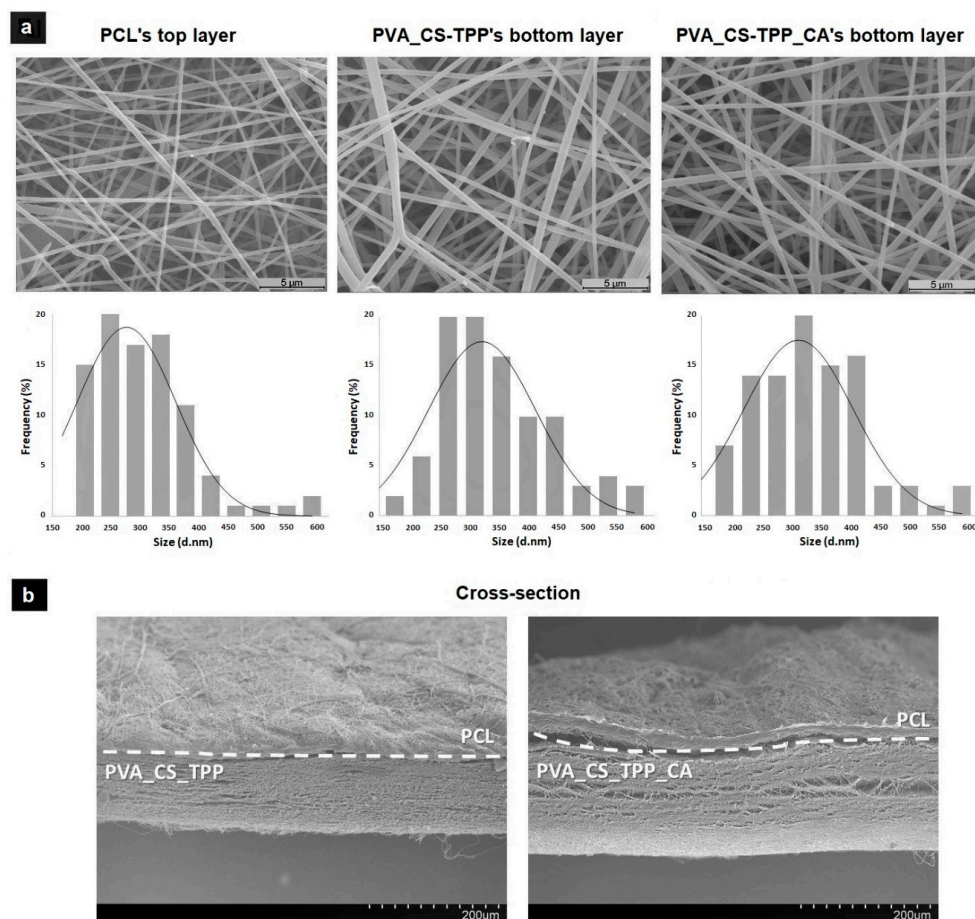 a
PCL's top layer
PVA_CS-TPP's bottom layer
PVA_CS-TPP_CA's bottom layer
5 µm
5 µm
5 µm
Frequency (%)
20
15
10
5
0
150 200 250 300 350 400 450 500 550 600
Size (d.nm)
Frequency (%)
20
15
10
5
0
150 200 250 300 350 400 450 500 550 600
Size (d.nm)
Frequency (%)
20
15
10
5
0
150 200 250 300 350 400 450 500 550 600
Size (d.nm)
b
Cross-section
PCL
PVA_CS_TPP
200um
PCL
PVA_CS_TPP_CA
200um